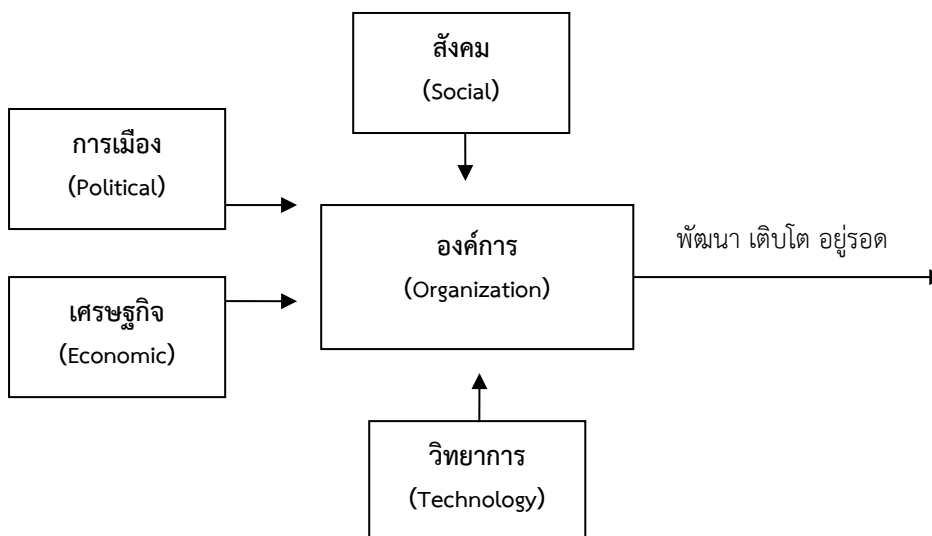 สังคม
(Social)
การเมือง
(Political)
องค์การ
(Organization)
พัฒนา เติบโต อยู่รอด
เศรษฐกิจ
(Economic)
วิทยาการ
(Technology)